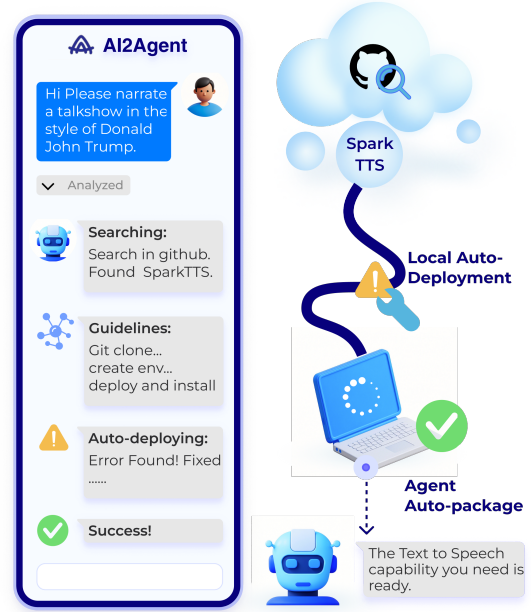 AI2Agent
Hi Please narrate
a talkshow in the
style of Donald
John Trump.
Analyzed
Searching:
Search in github.
Found SparkTTS.
Guidelines:
Git clone...
create env...
deploy and install
Auto-deploying:
Error Found! Fixed
......
Success!
Spark
TTS
Local Auto-
Deployment
Agent
Auto-package
The Text to Speech
capability you need is
ready.